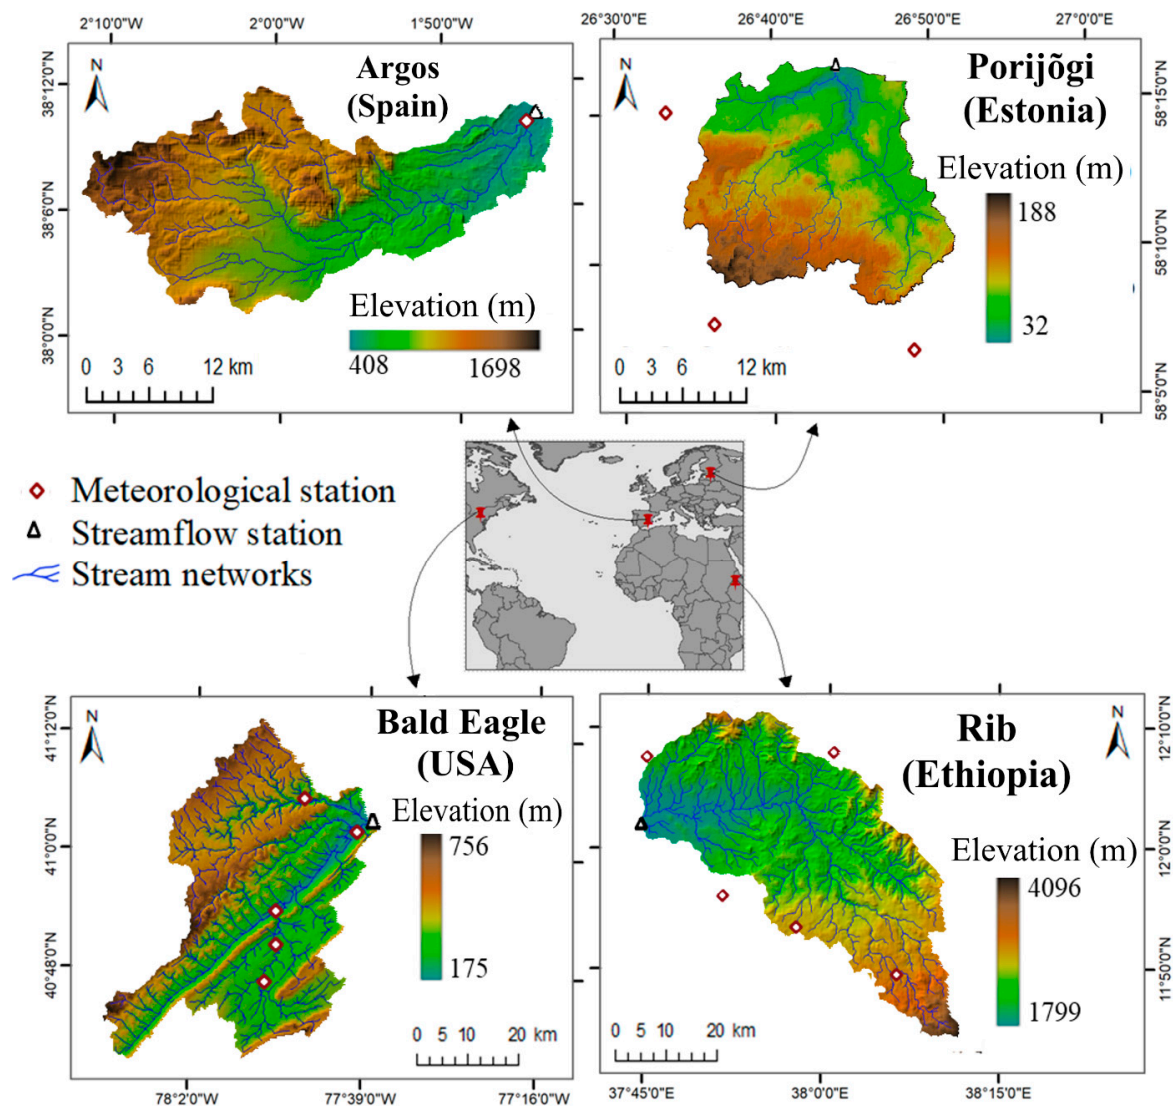 2°10'0"W 2°0'0"W 1°50'0"W
26°30'0"E 26°40'0"E 26°50'0"E 27°0'0"E
38°12'0"N
38°6'0"N
38°0'0"N
N
Argos
(Spain)
Elevation (m)
408 1698
0 3 6 12 km
N
Porijõgi
(Estonia)
Elevation (m)
188
32
0 3 6 12 km
58°15'0"N
58°10'0"N
58°5'0"N
Meteorological station
Streamflow station
Stream networks
41°12'0"N
41°0'0"N
40°48'0"N
N
Bald Eagle
(USA)
Elevation (m)
756
175
0 5 10 20 km
78°2'0"W 77°39'0"W 77°16'0"W
N
Rib
(Ethiopia)
Elevation (m)
4096
1799
0 5 10 20 km
12°10'0"N
12°0'0"N
11°50'0"N
37°45'0"E 38°0'0"E 38°15'0"E